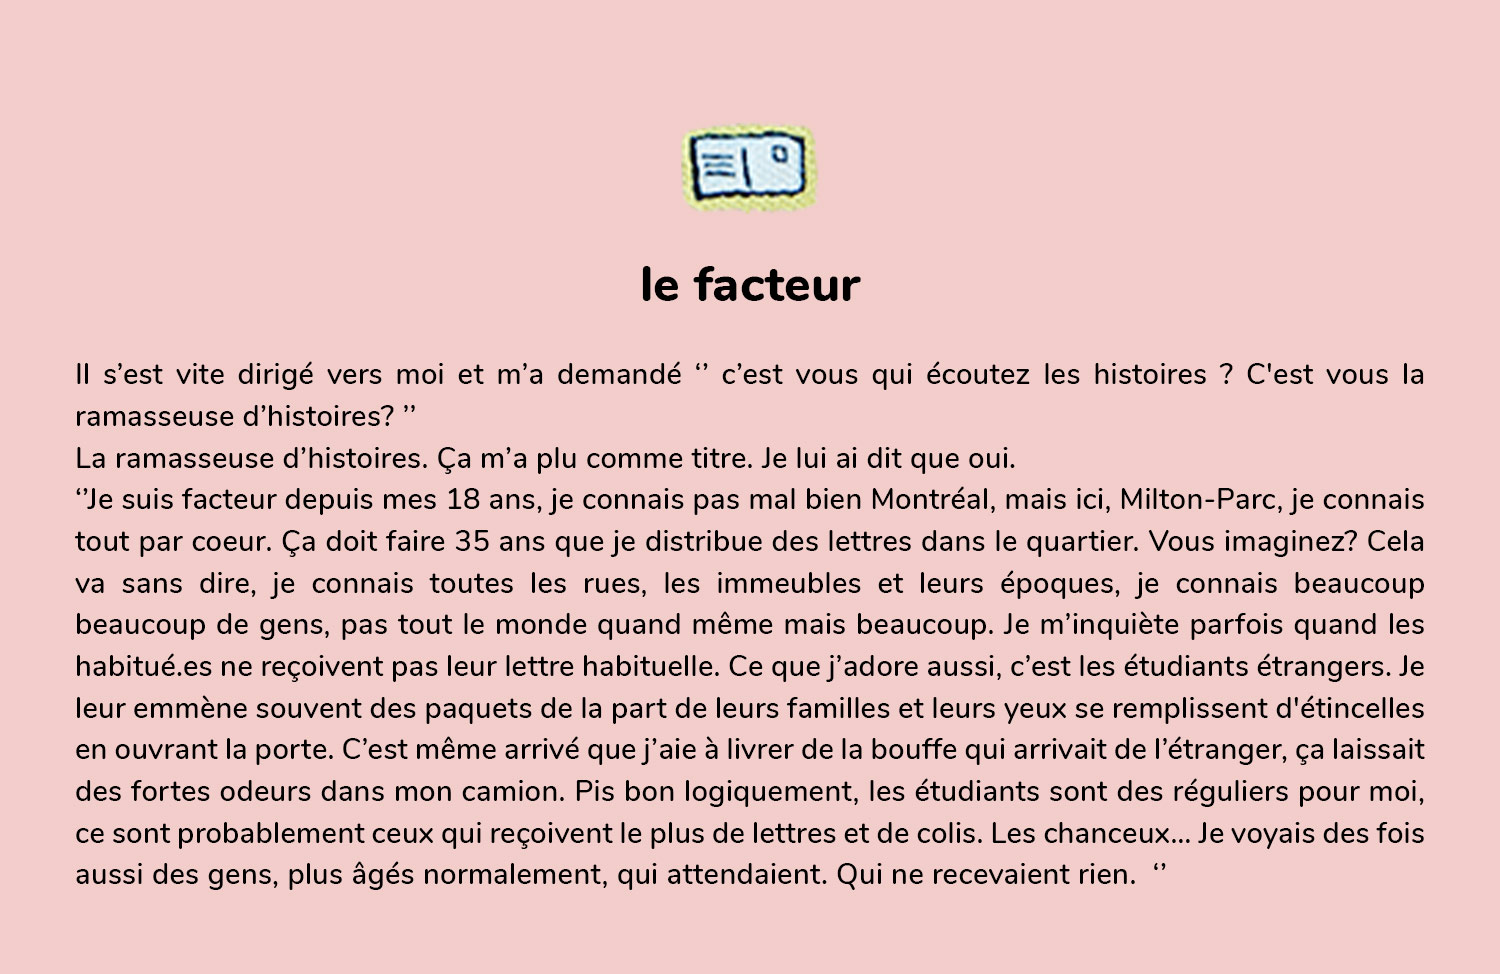 le facteur
Il s’est vite dirigé vers moi et m’a demandé ‘’ c’est vous qui écoutez les histoires ? C'est vous la
ramasseuse d’histoires? ’’
La ramasseuse d’histoires. Ça m’a plu comme titre. Je lui ai dit que oui.
‘’Je suis facteur depuis mes 18 ans, je connais pas mal bien Montréal, mais ici, Milton-Parc, je connais
tout par coeur. Ça doit faire 35 ans que je distribue des lettres dans le quartier. Vous imaginez? Cela
va sans dire, je connais toutes les rues, les immeubles et leurs époques, je connais beaucoup
beaucoup de gens, pas tout le monde quand même mais beaucoup. Je m’inquiète parfois quand les
habitué.es ne reçoivent pas leur lettre habituelle. Ce que j’adore aussi, c’est les étudiants étrangers. Je
leur emmène souvent des paquets de la part de leurs familles et leurs yeux se remplissent d'étincelles
en ouvrant la porte. C’est même arrivé que j’aie à livrer de la bouffe qui arrivait de l’étranger, ça laissait
des fortes odeurs dans mon camion. Pis bon logiquement, les étudiants sont des réguliers pour moi,
ce sont probablement ceux qui reçoivent le plus de lettres et de colis. Les chanceux... Je voyais des fois
aussi des gens, plus âgés normalement, qui attendaient. Qui ne recevaient rien.  ‘’